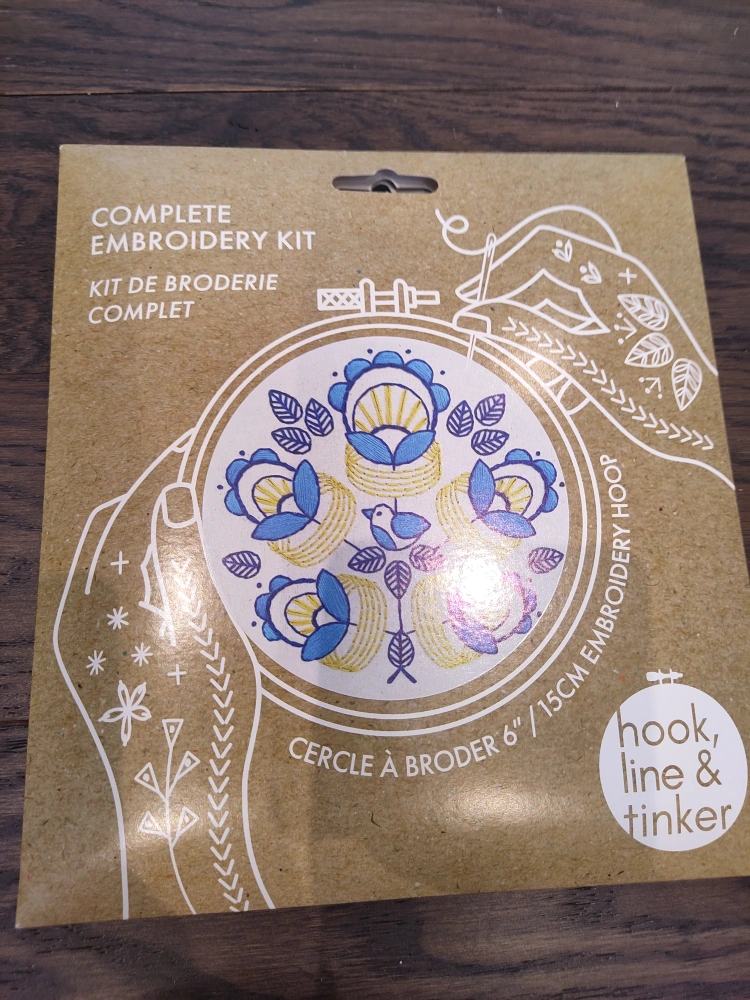 COMPLETE
EMBROIDERY KIT
KIT DE BRODERIE
COMPLET
CERCLE À BRODER 6" / 15CM EMBROIDERY HOOP
hook,
line &
tinker